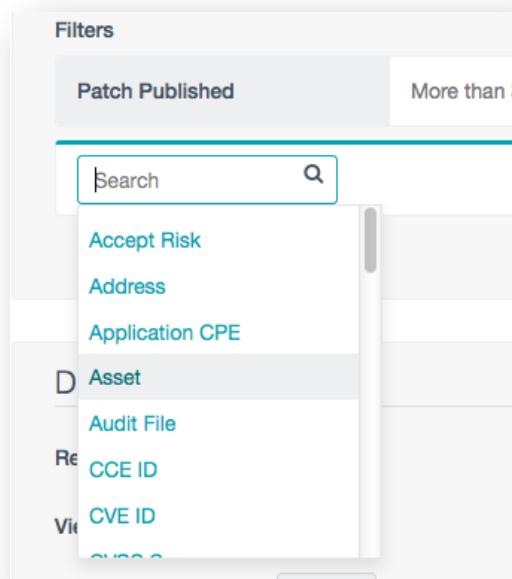 Filters
Patch Published More than
Search
Accept Risk
Address
Application CPE
D Asset
Audit File
Re
CCE ID
CVE ID
Vie